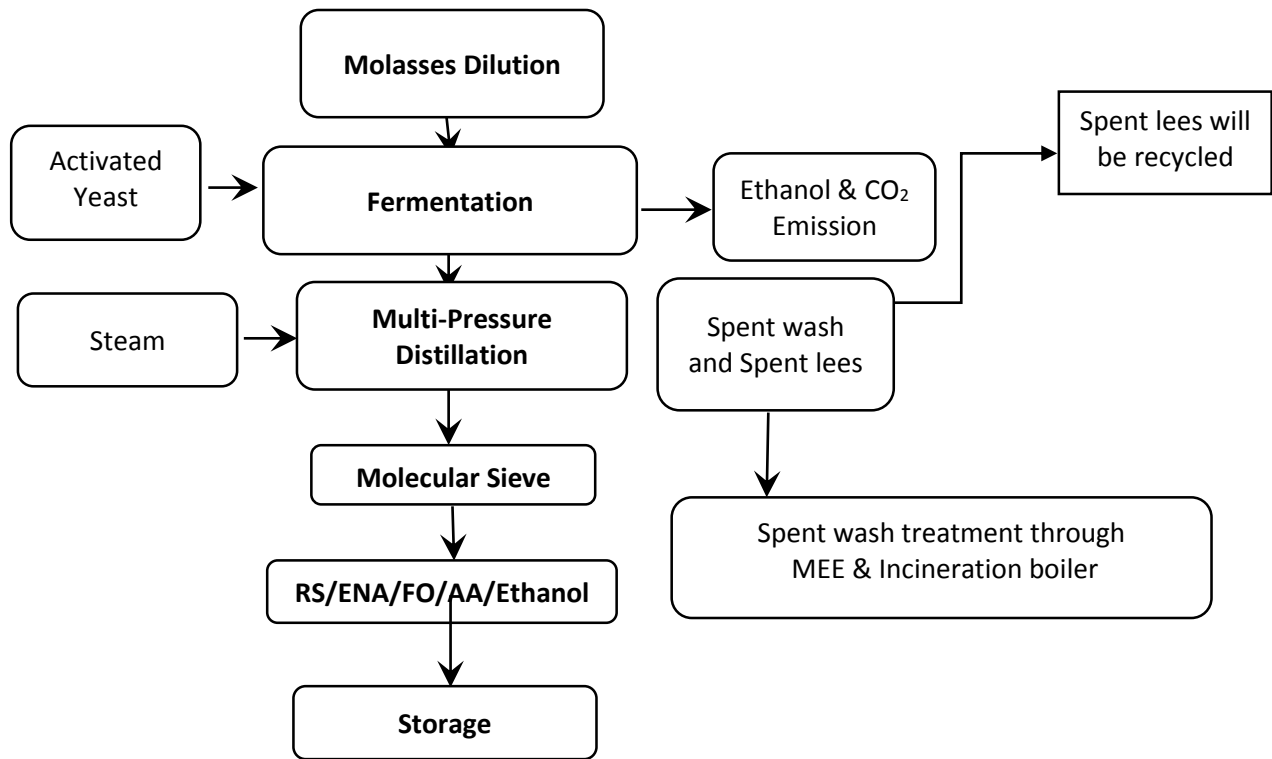 Molasses Dilution
Spent lees will
be recycled
Activated
Yeast
Fermentation
Ethanol & CO₂
Emission
Steam
Multi-Pressure
Distillation
Spent wash
and Spent lees
Molecular Sieve
Spent wash treatment through
MEE & Incineration boiler
RS/ENA/FO/AA/Ethanol
Storage